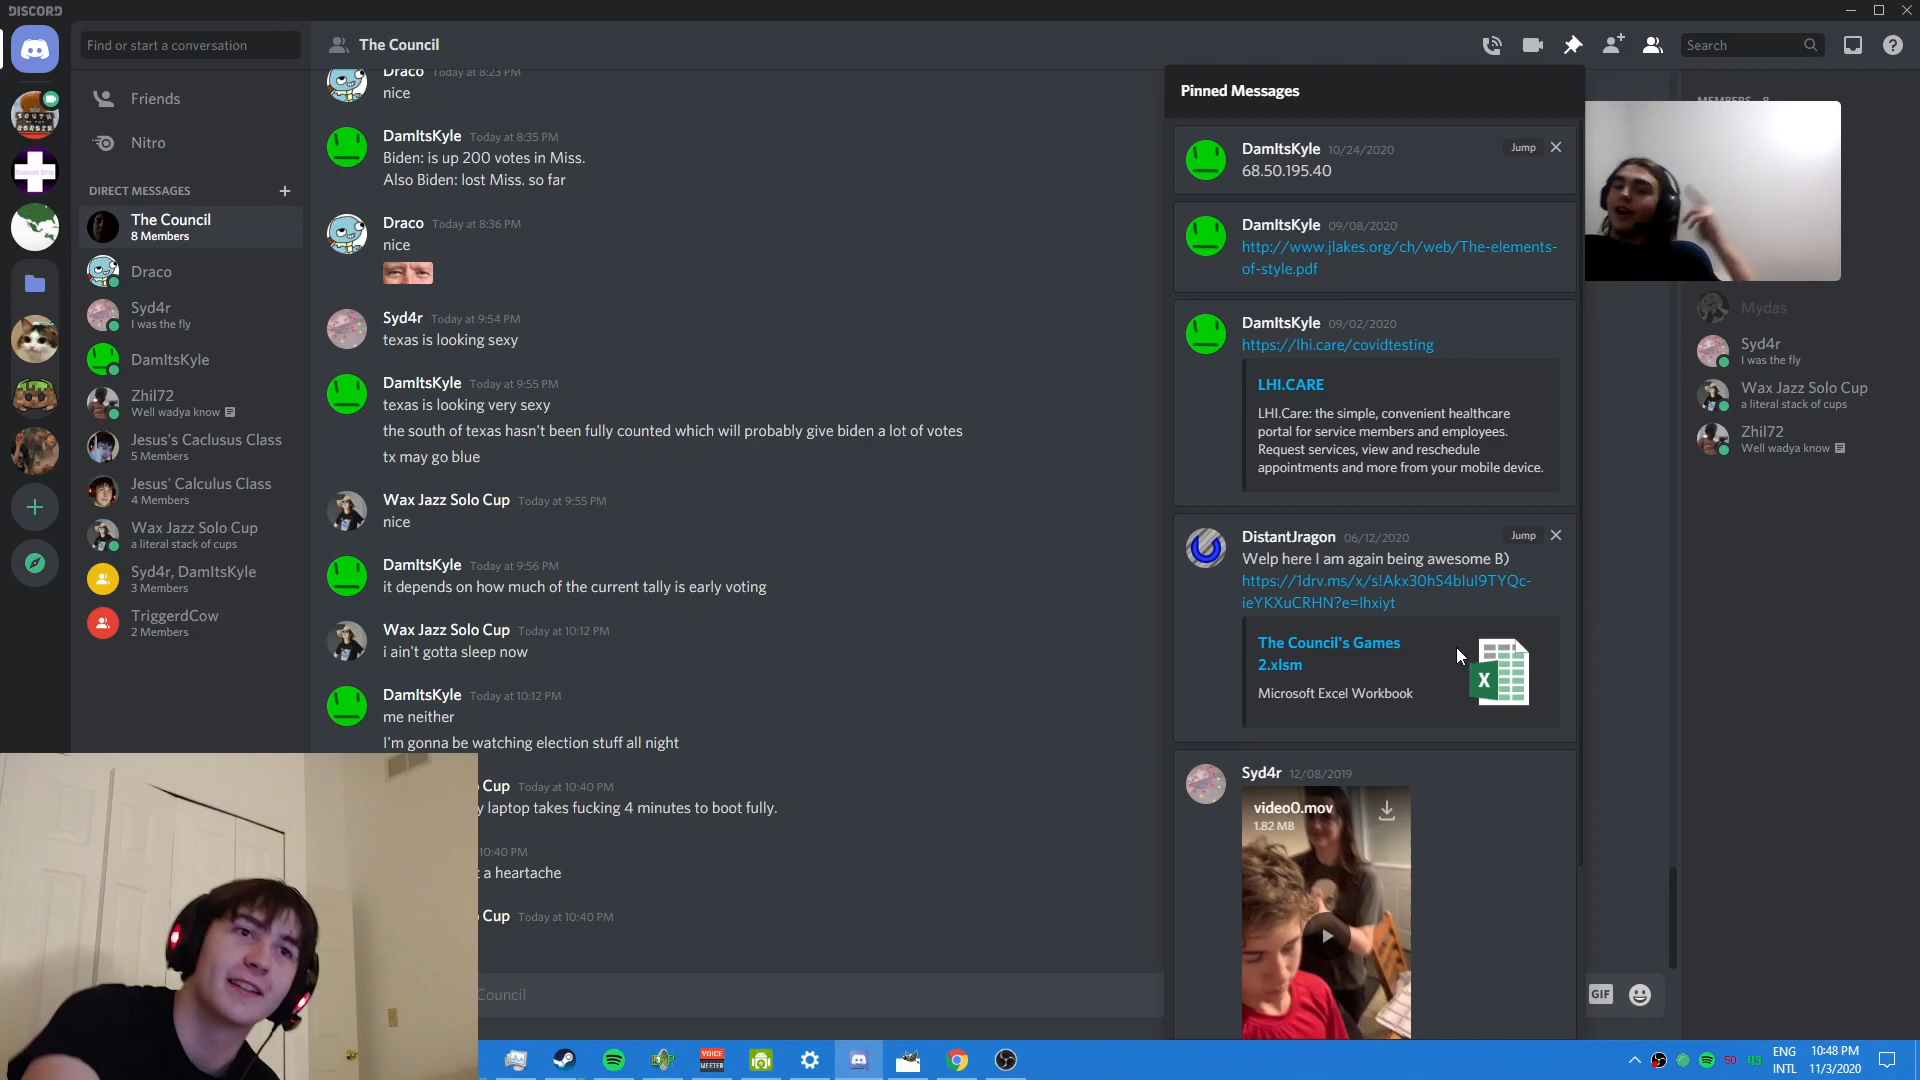 DISCORD
Find or start a conversation
The Council
Search
Friends
Nitro
DIRECT MESSAGES
The Council
8 Members
Draco
Syd4r
I was the fly
DamItsKyle
Zhil72
Well wadya know
Jesus's Caclusus Class
5 Members
Jesus' Calculus Class
4 Members
Wax Jazz Solo Cup
a literal stack of cups
Syd4r, DamItsKyle
3 Members
TriggerdCow
2 Members
Draco Today at 8:23 PM
nice
DamItsKyle Today at 8:35 PM
Biden: is up 200 votes in Miss.
Also Biden: lost Miss. so far
Draco Today at 8:36 PM
nice
Syd4r Today at 9:54 PM
texas is looking sexy
DamItsKyle Today at 9:55 PM
texas is looking very sexy
the south of texas hasn't been fully counted which will probably give biden a lot of votes
tx may go blue
Wax Jazz Solo Cup Today at 9:55 PM
nice
DamItsKyle Today at 9:56 PM
it depends on how much of the current tally is early voting
Wax Jazz Solo Cup Today at 10:12 PM
i ain't gotta sleep now
DamItsKyle Today at 10:12 PM
me neither
I'm gonna be watching election stuff all night
Cup Today at 10:40 PM
y laptop takes fucking 4 minutes to boot fully.
10:40 PM
a heartache
Cup Today at 10:40 PM
Council
GIF
Pinned Messages
DamItsKyle 10/24/2020
Jump
68.50.195.40
DamItsKyle 09/08/2020
http://www.jlakes.org/ch/web/The-elements-
of-style.pdf
DamItsKyle 09/02/2020
https://lhi.care/covidtesting
LHI.CARE
LHI.Care: the simple, convenient healthcare
portal for service members and employees.
Request services, view and reschedule
appointments and more from your mobile device.
DistantJragon 06/12/2020
Jump
Welp here I am again being awesome B)
https://1drv.ms/x/s!Akx30hS4bluI9TYQc-
ieYKXuCRHN?e=lhxiyt
The Council's Games
2.xlsm
Microsoft Excel Workbook
X
Syd4r 12/08/2019
video0.mov
1.82 MB
MEMBERS—8
Mydas
Syd4r
I was the fly
Wax Jazz Solo Cup
a literal stack of cups
Zhil72
Well wadya know
VOICE
MEETER
50
43
ENG
INTL
10:48 PM
11/3/2020